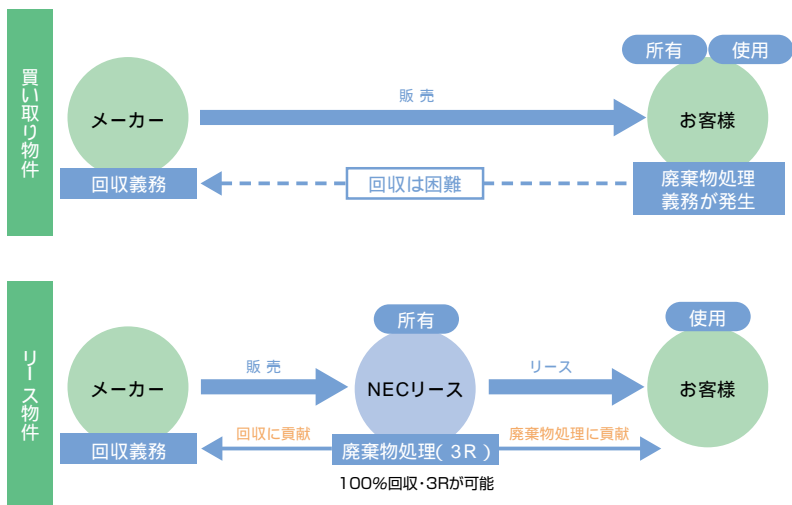 買い取り物件
所有
使用
メーカー
販 売
お客様
回収義務
回収は困難
廃棄物処理
義務が発生
リース物件
所有
使用
メーカー
販 売
NECリース
リース
お客様
回収に貢献
廃棄物処理に貢献
回収義務
廃棄物処理( 3R )
100%回収・3Rが可能